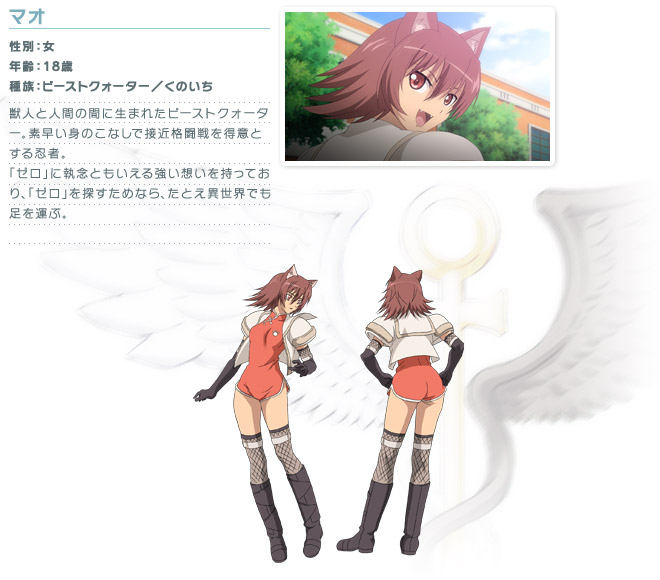 マオ
性別:女
年齢:18歳
種族:ビーストクォーター/くのいち
獣人と人間の間に生まれたビーストクォータ
ー。素早い身のこなしで接近格闘戦を得意と
する忍者。
「ゼロ」に執念ともいえる強い想いを持ってお
り、「ゼロ」を探すためなら、たとえ異世界でも
足を運ぶ。